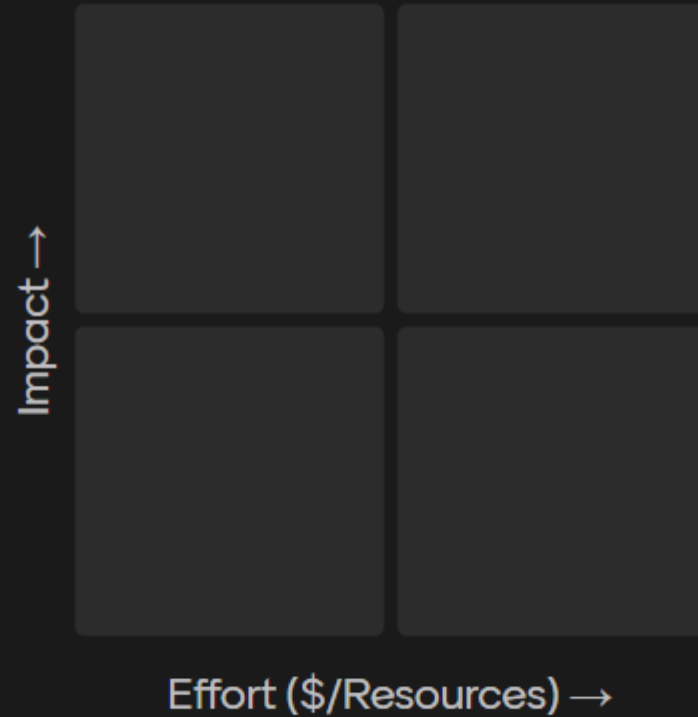 Impact →
Effort ($/Resources) →